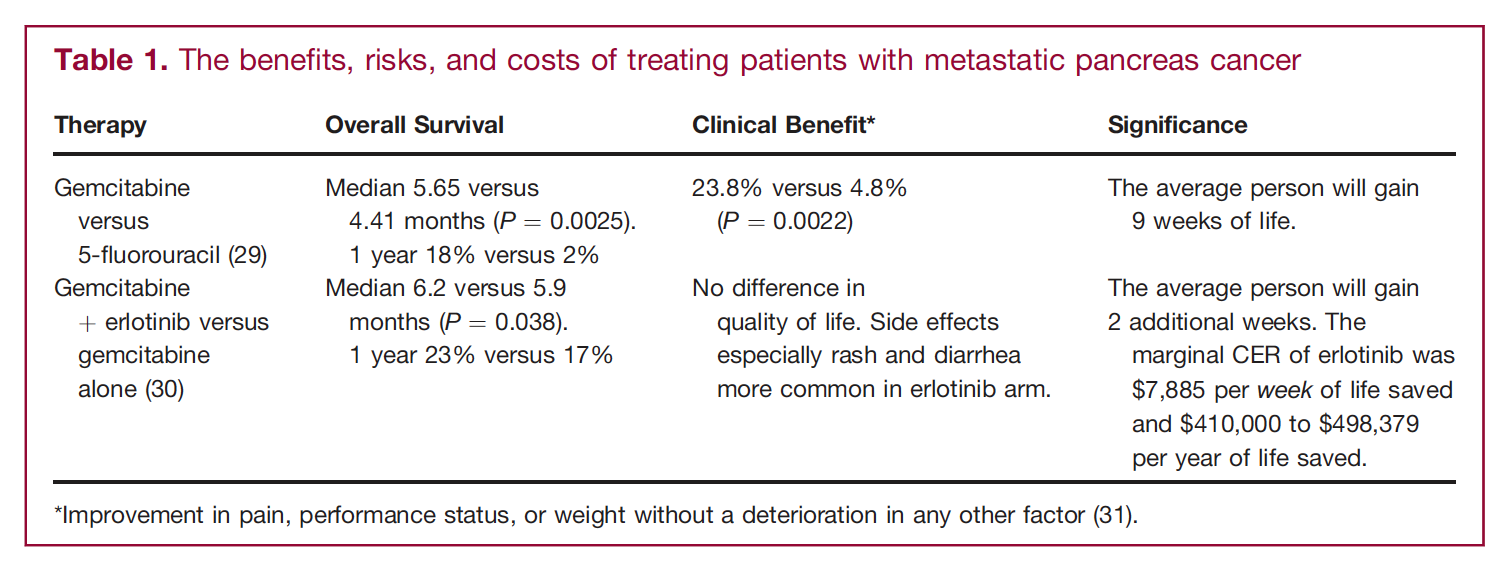 Table 1. The benefits, risks, and costs of treating patients with metastatic pancreas cancer
Therapy
Overall Survival
Clinical Benefit*
Significance
Gemcitabine
versus
5-fluorouracil (29)
Median 5.65 versus
4.41 months (P = 0.0025).
1 year 18% versus 2%
23.8% versus 4.8%
(P = 0.0022)
The average person will gain
9 weeks of life.
Gemcitabine
+ erlotinib versus
gemcitabine
alone (30)
Median 6.2 versus 5.9
months (P = 0.038).
1 year 23% versus 17%
No difference in
quality of life. Side effects
especially rash and diarrhea
more common in erlotinib arm.
The average person will gain
2 additional weeks. The
marginal CER of erlotinib was
$7,885 per week of life saved
and $410,000 to $498,379
per year of life saved.
*Improvement in pain, performance status, or weight without a deterioration in any other factor (31).